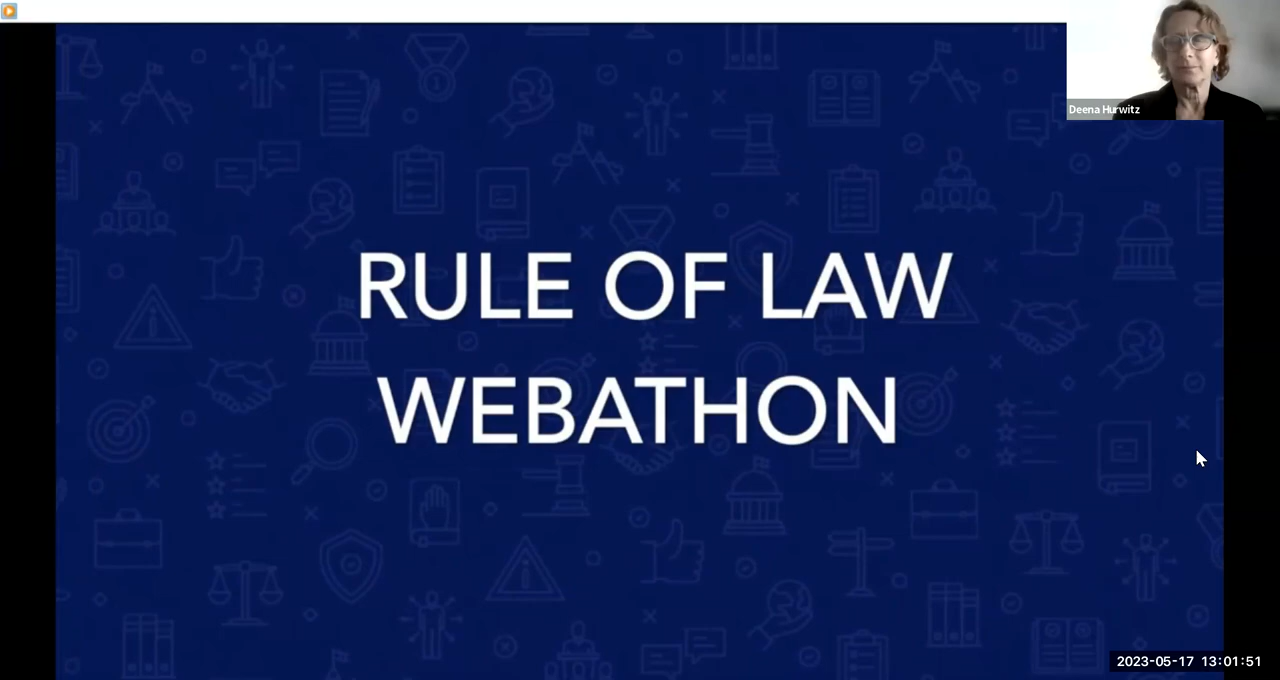 Deena Hurwitz
RULE OF LAW
WEBATHON
2023-05-17 13:01:51